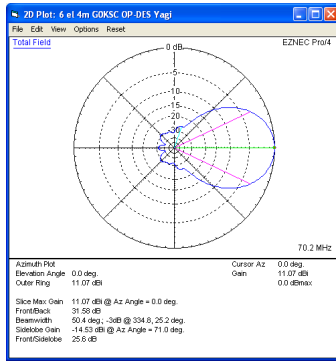 2D Plot: 6 el 4m G0KSC OP-DES Yagi
File Edit View Options Reset
Total Field
EZNEC Pro/4
0 dB
-5
-10
-15
-20
-30
70.2 MHz
Azimuth Plot
Elevation Angle 0.0 deg.
Outer Ring 11.07 dBi
Cursor Az 0.0 deg.
Gain 11.07 dBi
0.0 dBmax
Slice Max Gain 11.07 dBi @ Az Angle = 0.0 deg.
Front/Back 31.58 dB
Beamwidth 50.4 deg.; -3dB @ 334.8, 25.2 deg.
Sidelobe Gain -14.53 dBi @ Az Angle = 71.0 deg.
Front/Sidelobe 25.6 dB